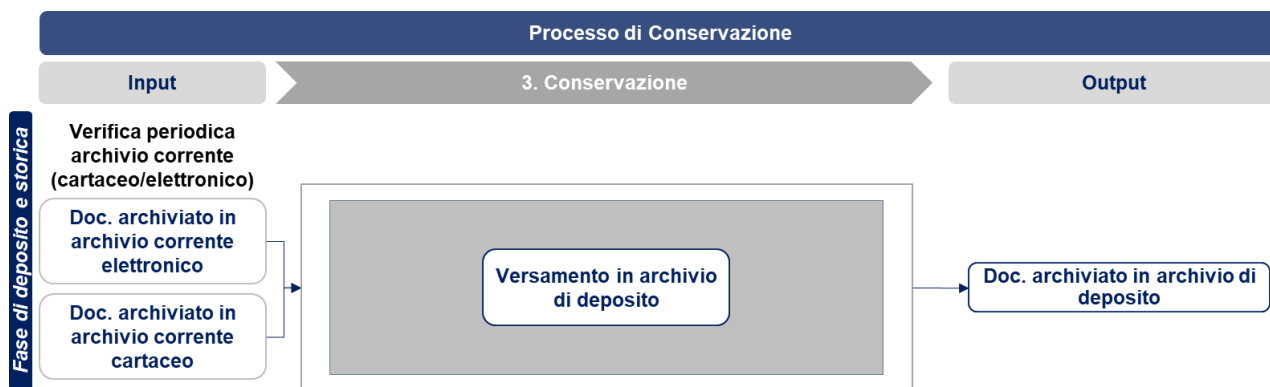 Processo di Conservazione
Input
3. Conservazione
Output
Fase di deposito e storica
Verifica periodica
archivio corrente
(cartaceo/elettronico)
Doc. archiviato in
archivio corrente
elettronico
Doc. archiviato in
archivio corrente
cartaceo
Versamento in archivio
di deposito
Doc. archiviato in archivio di
deposito